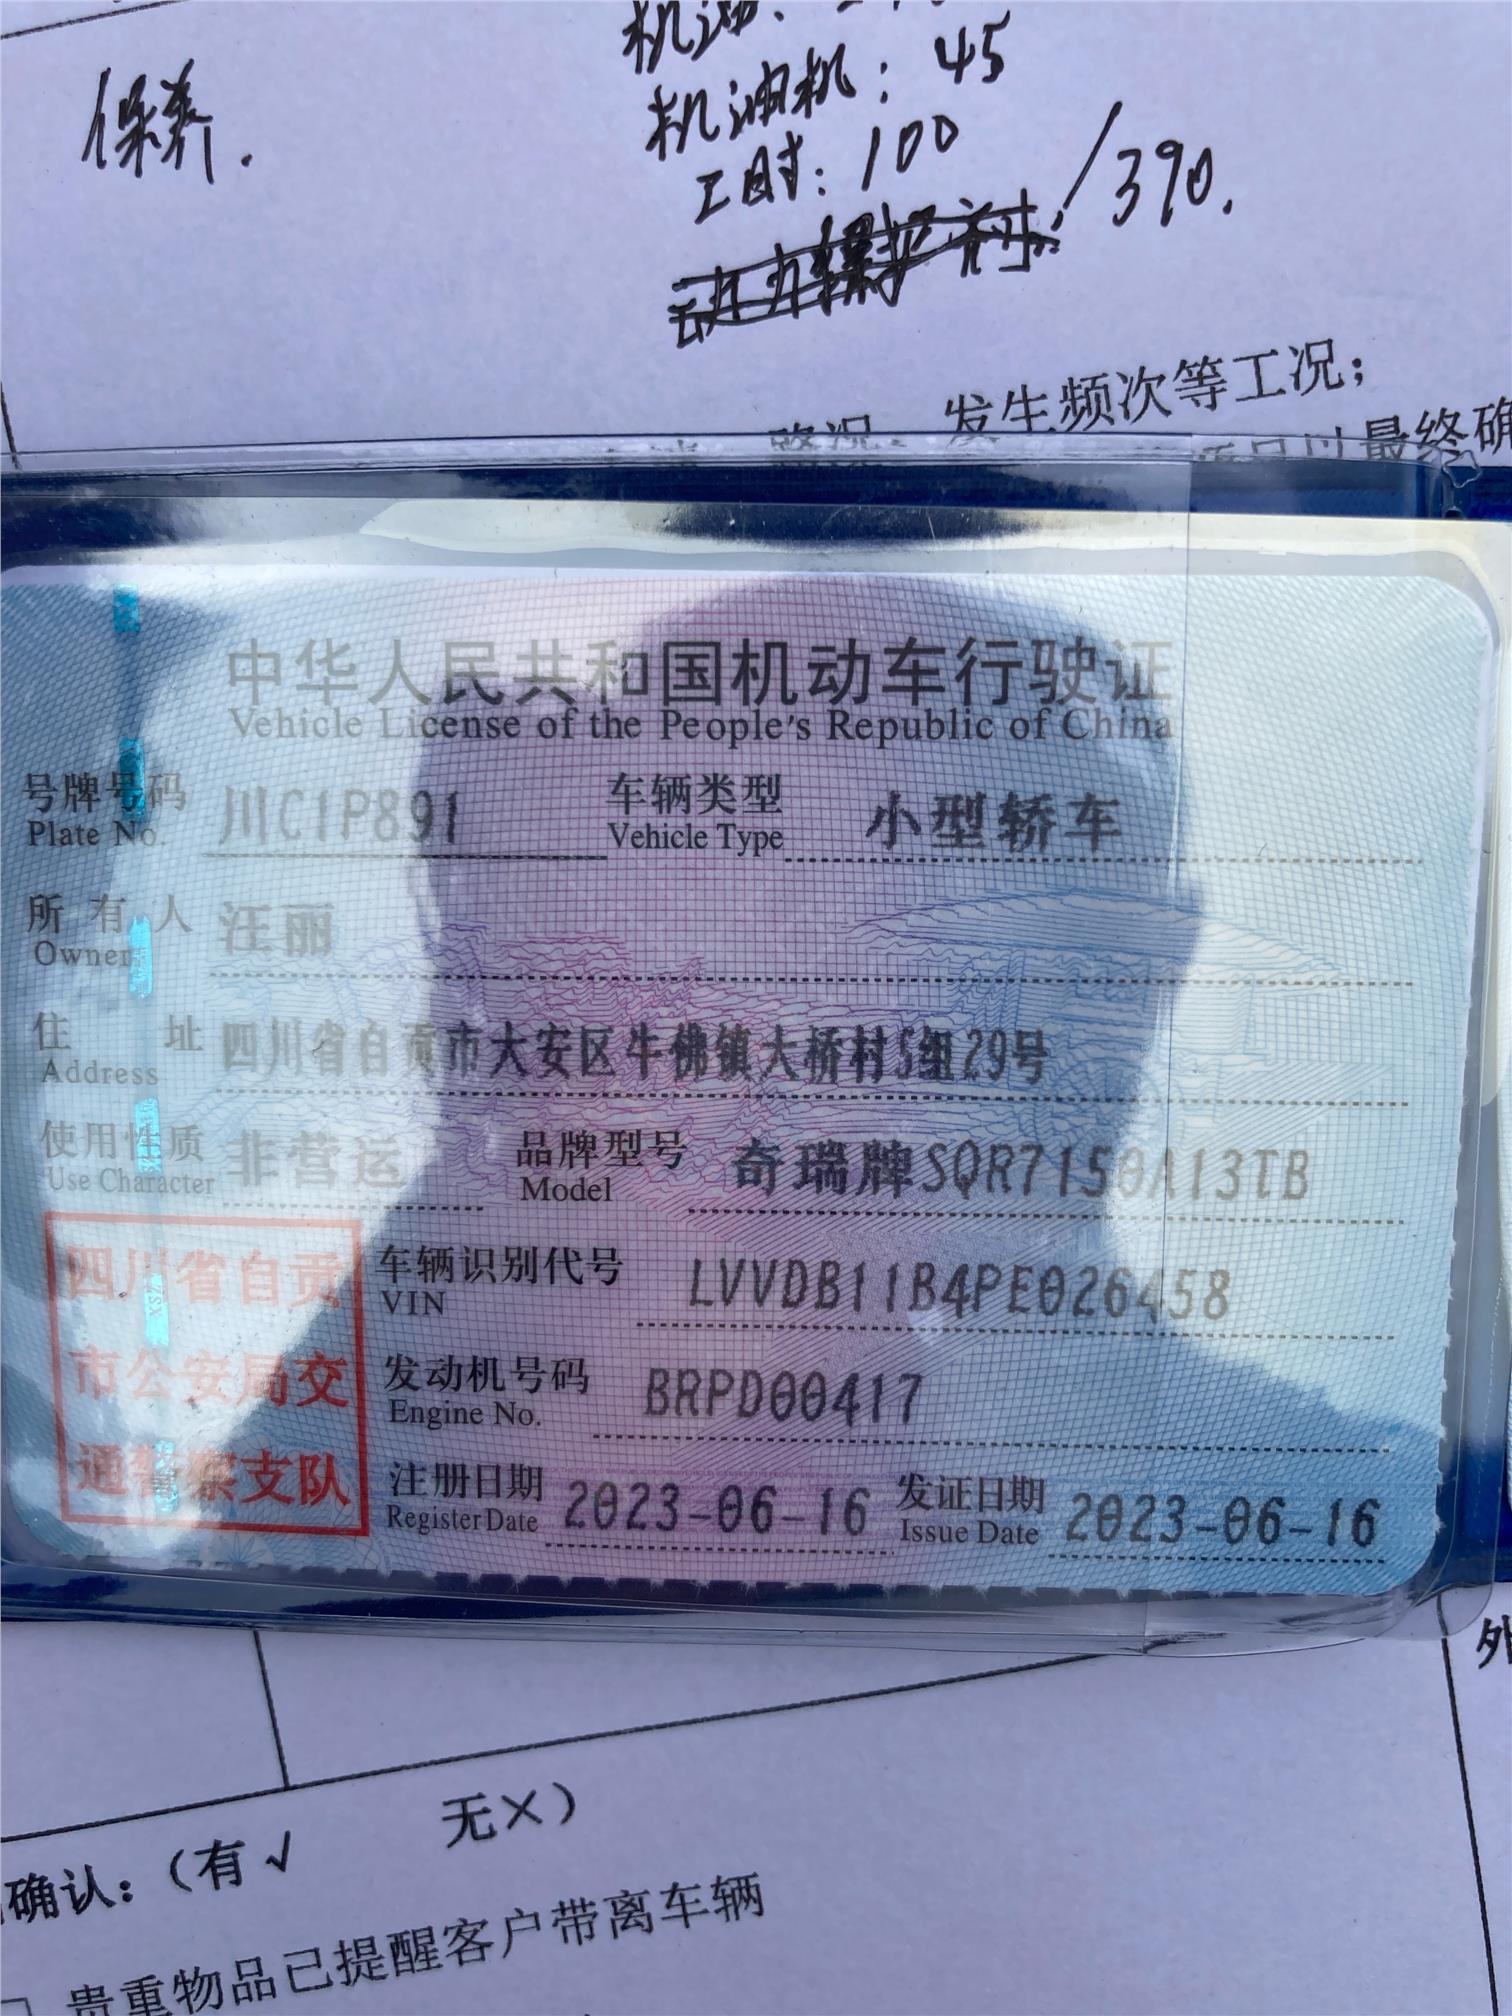 保养.
机油机：45
工时：100
/390.
发生频次等工况；
最终确
中华人民共和国机动车行驶证
Vehicle License of the People's Republic of China
号牌号码 川C1P891 车辆类型 小型轿车
Plate No. Vehicle Type
所有人 汪丽
Owner
住址 四川省自贡市大安区牛佛镇大桥村5组29号
Address
使用性质 非营运 品牌型号 奇瑞牌SQR7150A13TB
Use Character Model
四川省自贡
市公安局交
通警察支队
车辆识别代号 LVVDB11B4PE026458
VIN
发动机号码 BRPD00417
Engine No.
注册日期 2023-06-16 发证日期 2023-06-16
Register Date Issue Date
外
确认：（有√ 无×）
贵重物品已提醒客户带离车辆